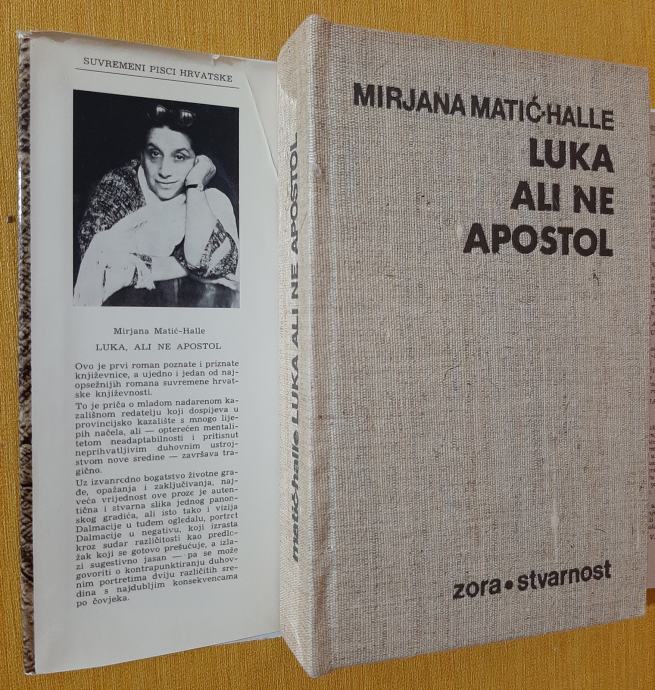 SUVREMENI PISCI HRVATSKE
Mirjana Matić-Halle
LUKA, ALI NE APOSTOL
Ovo je prvi roman poznate i priznate
književnice, a ujedno i jedan od naj-
opsežnijih romana suvremene hrvat-
ske književnosti.
To je priča o mladom nadarenom ka-
zališnom redatelju koji dospijeva u
provincijsko kazalište s mnogo lije-
pih načela, ali — opterećen mentali-
tetom neadaptabilnosti i pritisnut
neprihvatljivim duhovnim ustroj-
stvom nove sredine — završava tra-
gično.
Uz izvanredno bogatstvo životne gra-
đe, opažanja i zaključivanja, naj-
veća vrijednost ove proze je auten-
tična i stvarna slika jednog panon-
skog gradića, ali isto tako i vizija
Dalmacije u tuđem ogledalu, portret
Dalmacije u negativu, koji izrasta
kroz sudar različitosti kao predlo-
žak koji se gotovo prešućuje, a izla-
zi sugestivno jasan — pa se može
govoriti o kontrapunktiranju duhov-
nim portretima dviju različitih sre-
dina s najdubljim konsekvencama
po čovjeka.
matić-halle LUKA ALI NE APOSTOL
MIRJANA MATIĆ-HALLE
LUKA
ALI NE
APOSTOL
zora • stvarnost